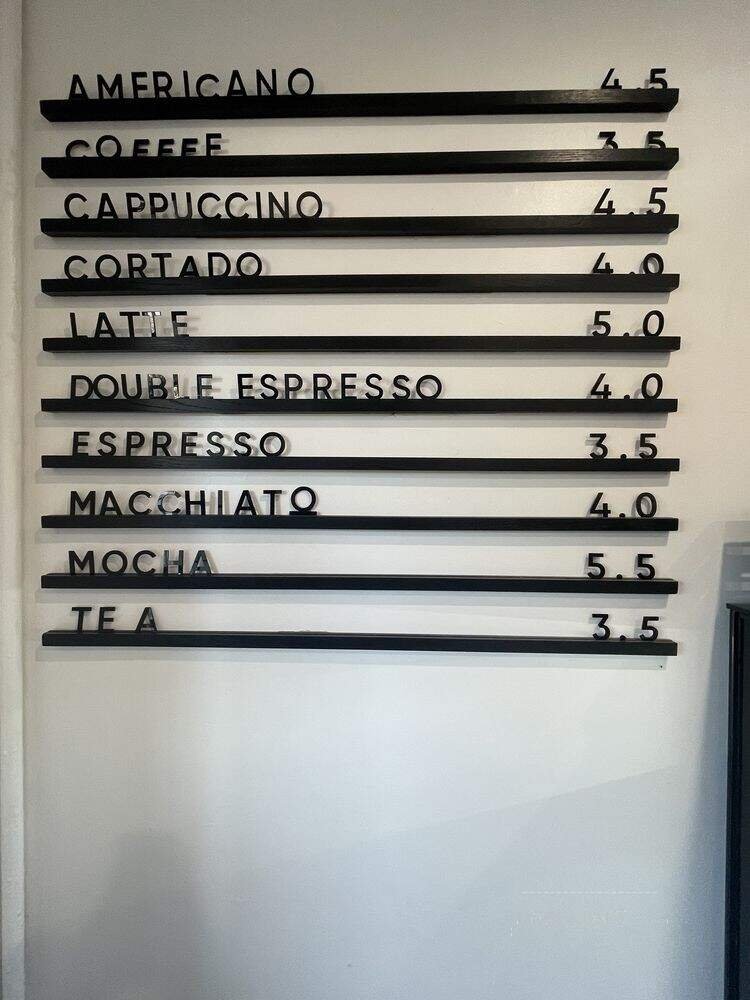 AMERICANO 4.5
COFFEE 3.5
CAPPUCCINO 4.5
CORTADO 4.0
LATTE 5.0
DOUBLE ESPRESSO 4.0
ESPRESSO 3.5
MACCHIATO 4.0
MOCHA 5.5
TEA 3.5